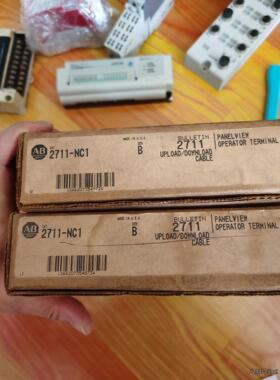 AB
CAT
2711-NC1
MADE IN U.S.A.
SER
B
BULLETIN
2711
UPLOAD/DOWNLOAD
CABLE
PANELVIEW
OPERATOR TERMINAL
AB
2711-NC1
MADE IN U.S.A.
SER
B
BULLETIN
2711
UPLOAD/DOWNLOAD
CABLE
PANELVIEW
OPERATOR TERMINAL